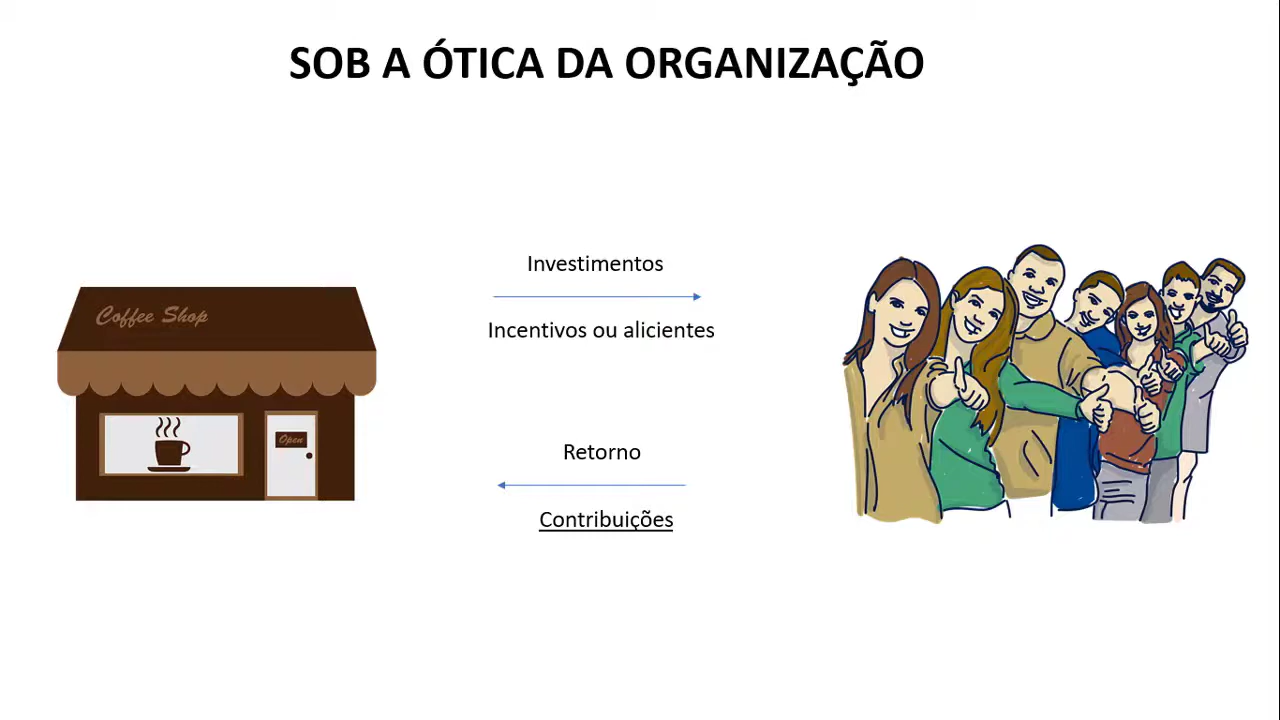 SOB A ÓTICA DA ORGANIZAÇÃO
Investimentos
Incentivos ou alicientes
Coffee Shop
Open
Retorno
Contribuições